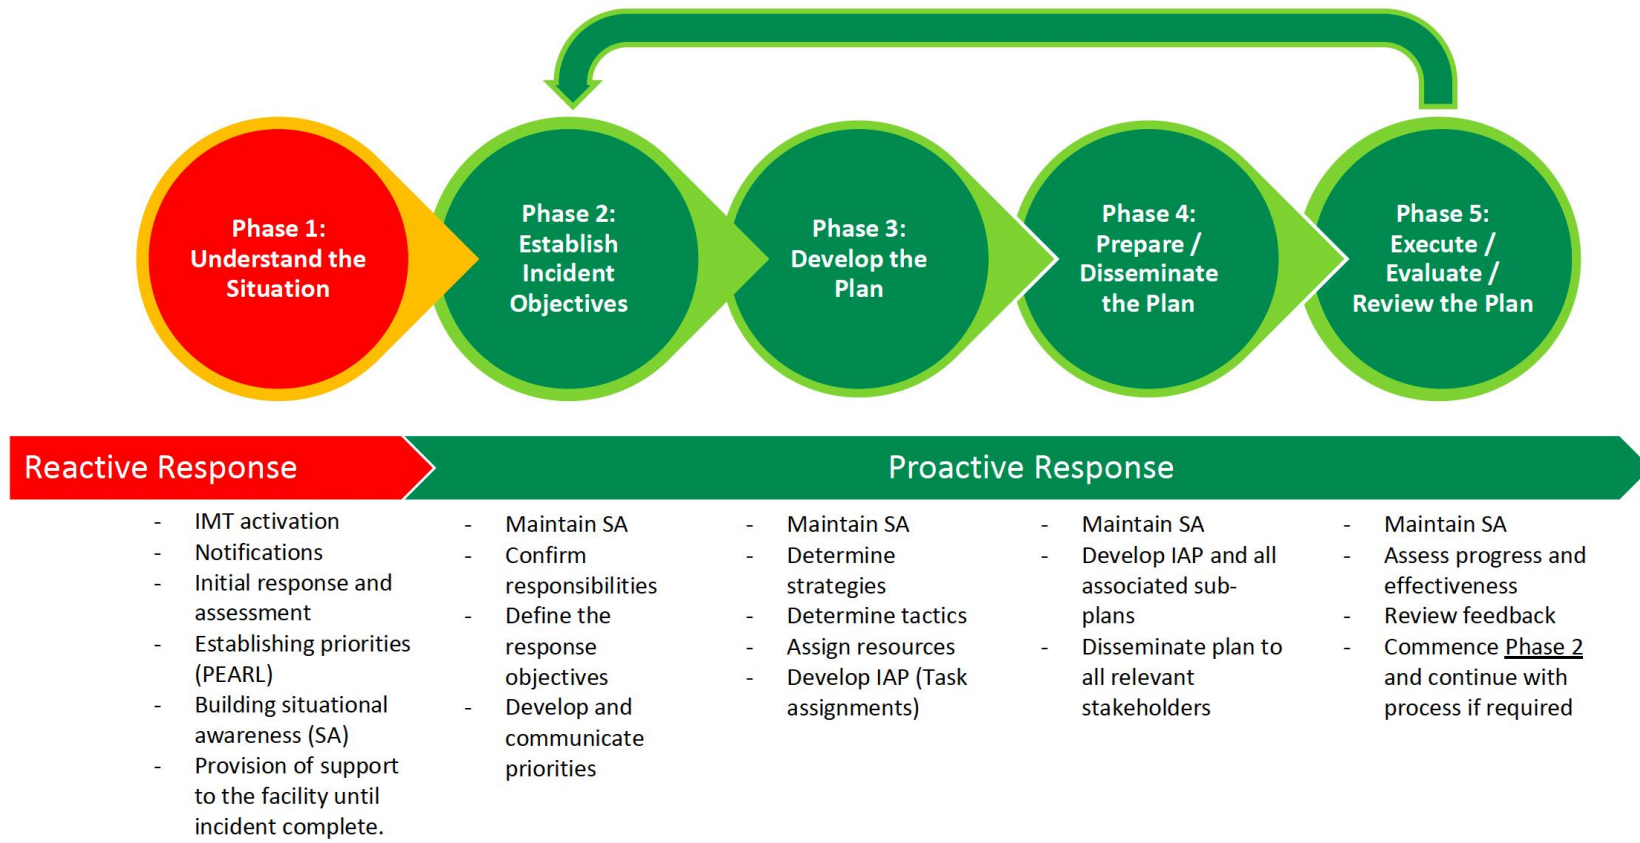 Phase 1:
Understand the
Situation
Phase 2:
Establish
Incident
Objectives
Phase 3:
Develop the
Plan
Phase 4:
Prepare /
Disseminate
the Plan
Phase 5:
Execute /
Evaluate /
Review the Plan
Reactive Response
Proactive Response
- IMT activation
- Notifications
- Initial response and
assessment
- Establishing priorities
(PEARL)
- Building situational
awareness (SA)
- Provision of support
to the facility until
incident complete.
- Maintain SA
- Confirm
responsibilities
- Define the
response
objectives
- Develop and
communicate
priorities
- Maintain SA
- Determine
strategies
- Determine tactics
- Assign resources
- Develop IAP (Task
assignments)
- Maintain SA
- Develop IAP and all
associated sub-
plans
- Disseminate plan to
all relevant
stakeholders
- Maintain SA
- Assess progress and
effectiveness
- Review feedback
- Commence Phase 2
and continue with
process if required